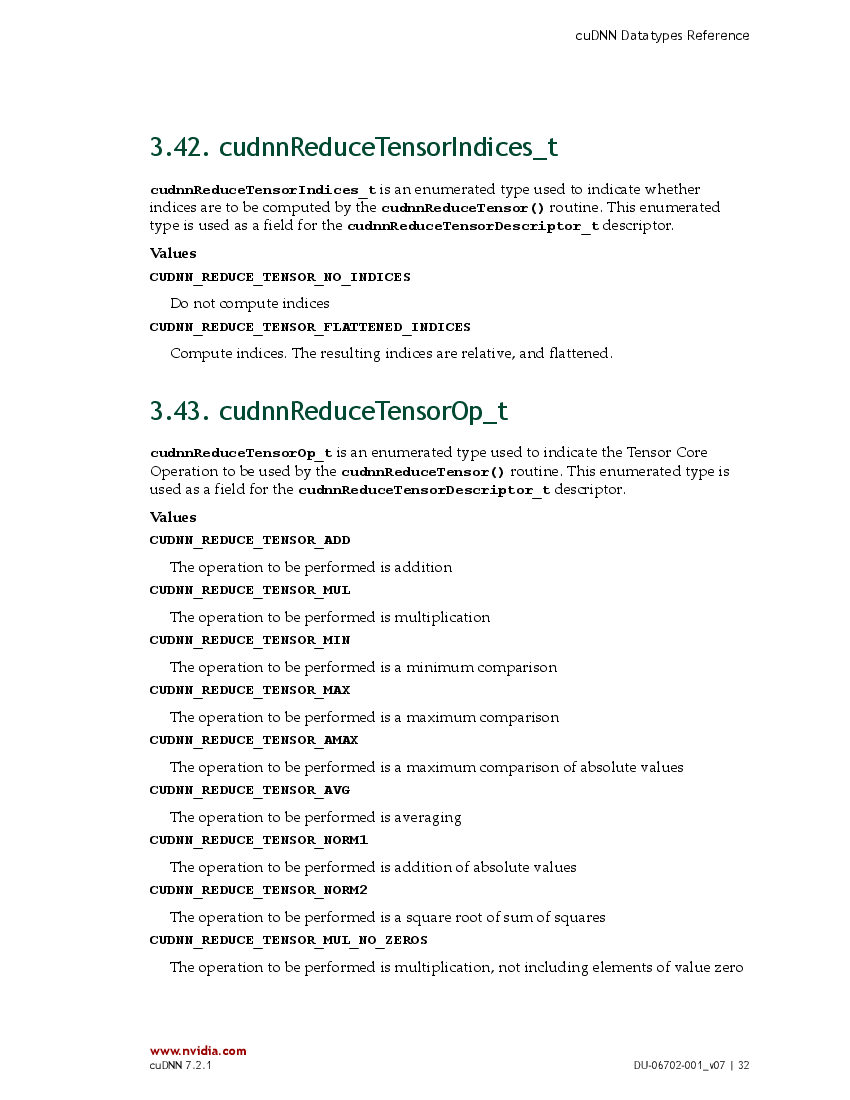 cuDNN Datatypes Reference
3.42. cudnnReduceTensorIndices_t
cudnnReduceTensorIndices_t is an enumerated type used to indicate whether
indices are to be computed by the cudnnReduceTensor() routine. This enumerated
type is used as a field for the cudnnReduceTensorDescriptor_t descriptor.
Values
CUDNN_REDUCE_TENSOR_NO_INDICES
Do not compute indices
CUDNN_REDUCE_TENSOR_FLATTENED_INDICES
Compute indices. The resulting indices are relative, and flattened.
3.43. cudnnReduceTensorOp_t
cudnnReduceTensorOp_t is an enumerated type used to indicate the Tensor Core
Operation to be used by the cudnnReduceTensor() routine. This enumerated type is
used as a field for the cudnnReduceTensorDescriptor_t descriptor.
Values
CUDNN_REDUCE_TENSOR_ADD
The operation to be performed is addition
CUDNN_REDUCE_TENSOR_MUL
The operation to be performed is multiplication
CUDNN_REDUCE_TENSOR_MIN
The operation to be performed is a minimum comparison
CUDNN_REDUCE_TENSOR_MAX
The operation to be performed is a maximum comparison
CUDNN_REDUCE_TENSOR_AMAX
The operation to be performed is a maximum comparison of absolute values
CUDNN_REDUCE_TENSOR_AVG
The operation to be performed is averaging
CUDNN_REDUCE_TENSOR_NORM1
The operation to be performed is addition of absolute values
CUDNN_REDUCE_TENSOR_NORM2
The operation to be performed is a square root of sum of squares
CUDNN_REDUCE_TENSOR_MUL_NO_ZEROS
The operation to be performed is multiplication, not including elements of value zero
www.nvidia.com
cuDNN 7.2.1
DU-06702-001_v07 | 32